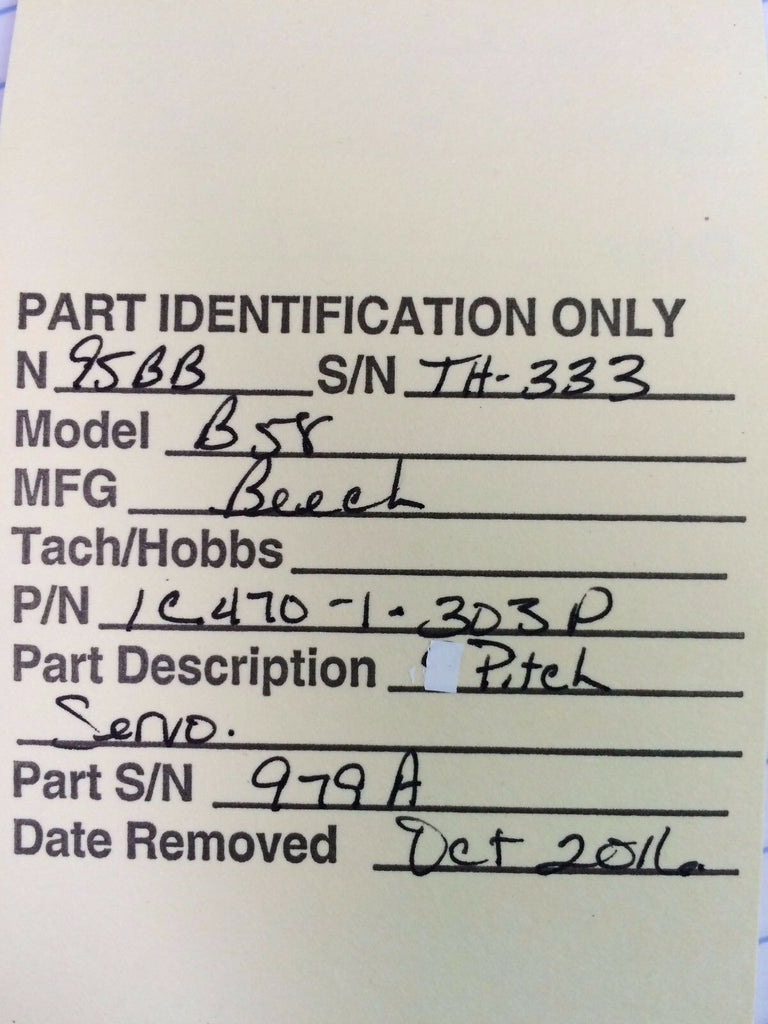 PART IDENTIFICATION ONLY
N 95BB S/N TH-333
Model B58
MFG Beech
Tach/Hobbs
P/N 1C470-1-303P
Part Description Pitch
Servo.
Part S/N 979A
Date Removed Oct 2016